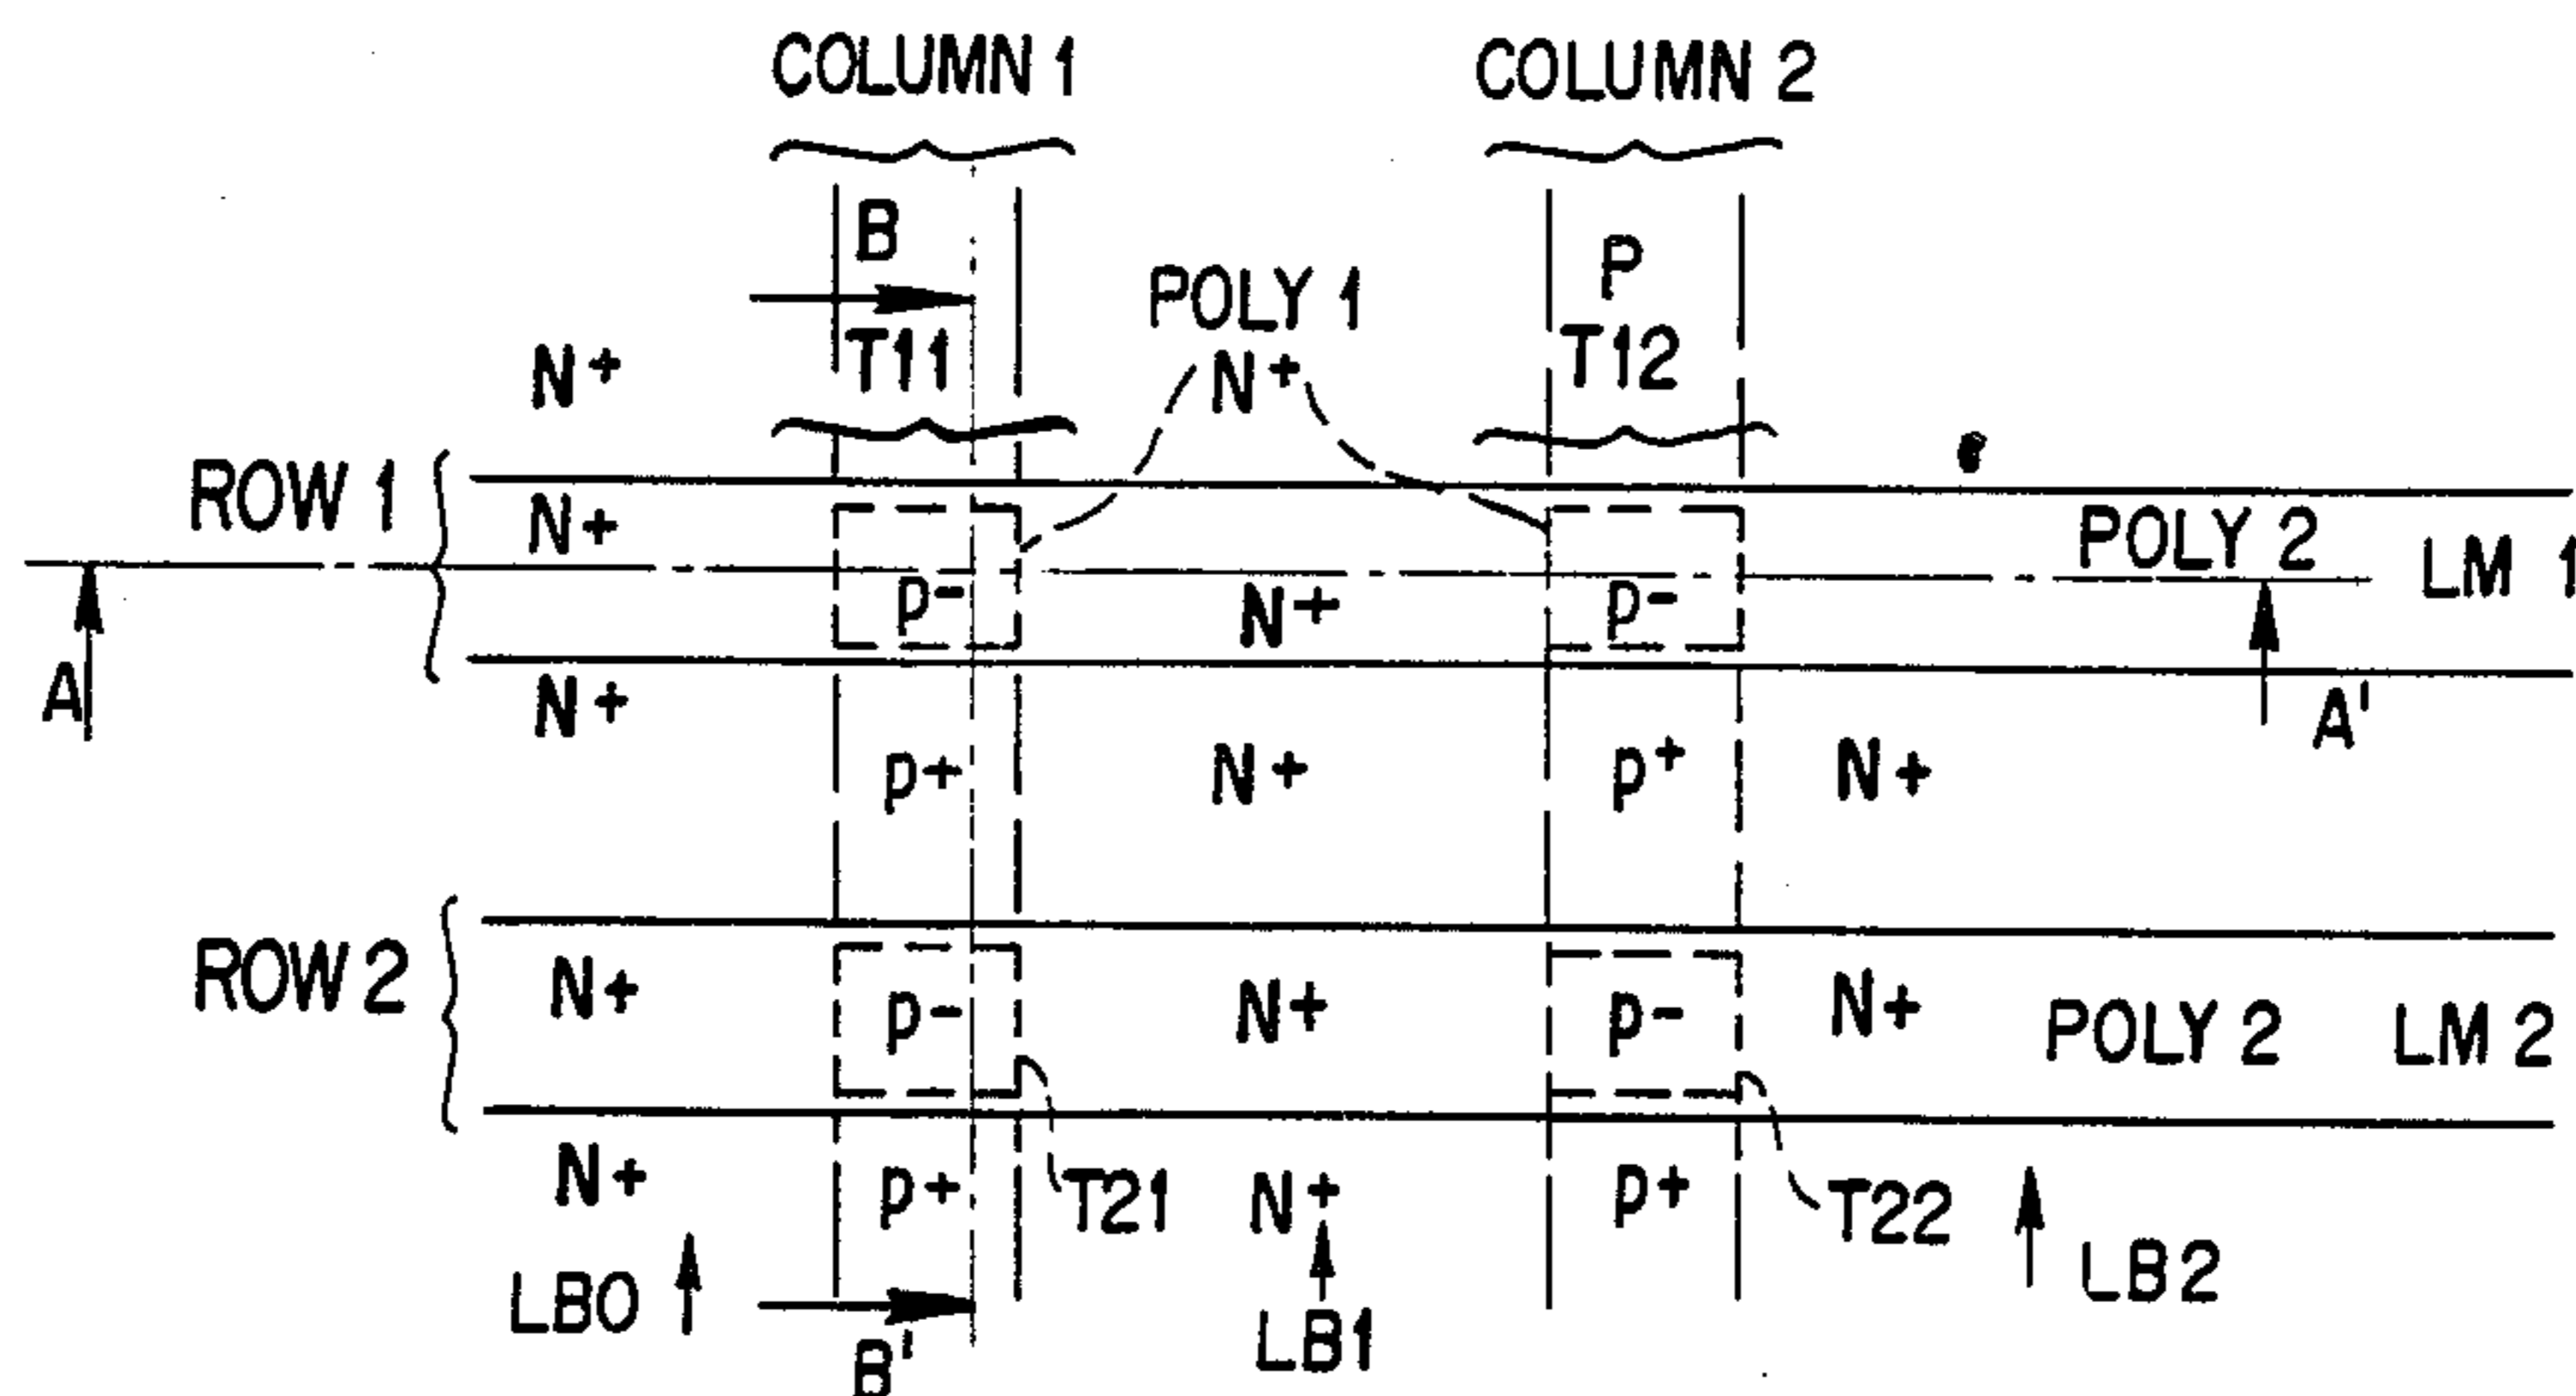 COLUMN 1 COLUMN 2
B P
POLY 1
T11 N+ T12
N+
ROW 1 N+ POLY 2 LM 1
p- N+ p-
A N+ A'
p+ N+ p+ N+
ROW 2 N+ p- N+ p- N+ POLY 2 LM 2
N+ p+ T21 N+ p+ T22
LB0 LB1 LB2
B'